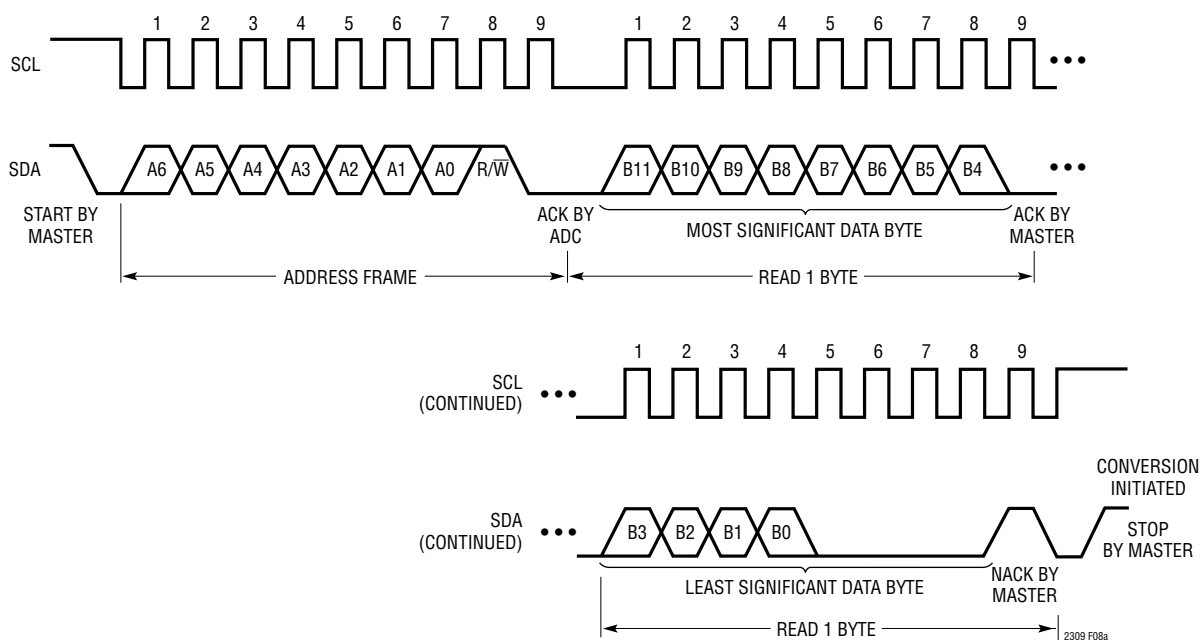 1 2 3 4 5 6 7 8 9 1 2 3 4 5 6 7 8 9
SCL •••
SDA A6 A5 A4 A3 A2 A1 A0 R/W̅ B11 B10 B9 B8 B7 B6 B5 B4 •••
START BY
MASTER
ACK BY
ADC
MOST SIGNIFICANT DATA BYTE
ACK BY
MASTER
ADDRESS FRAME
READ 1 BYTE
1 2 3 4 5 6 7 8 9
SCL
(CONTINUED) •••
CONVERSION
INITIATED
SDA
(CONTINUED) ••• B3 B2 B1 B0
STOP
BY MASTER
LEAST SIGNIFICANT DATA BYTE
NACK BY
MASTER
READ 1 BYTE
2309 F08a